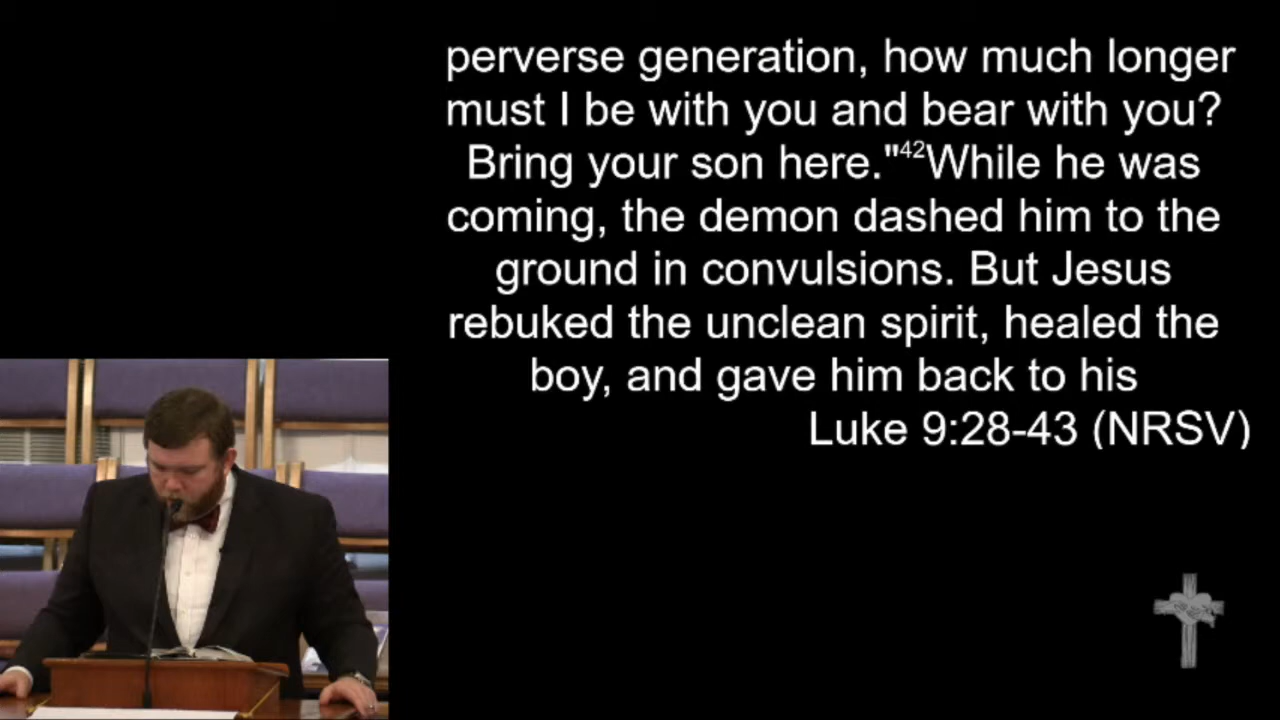 perverse generation, how much longer
must I be with you and bear with you?
Bring your son here."42While he was
coming, the demon dashed him to the
ground in convulsions. But Jesus
rebuked the unclean spirit, healed the
boy, and gave him back to his
Luke 9:28-43 (NRSV)